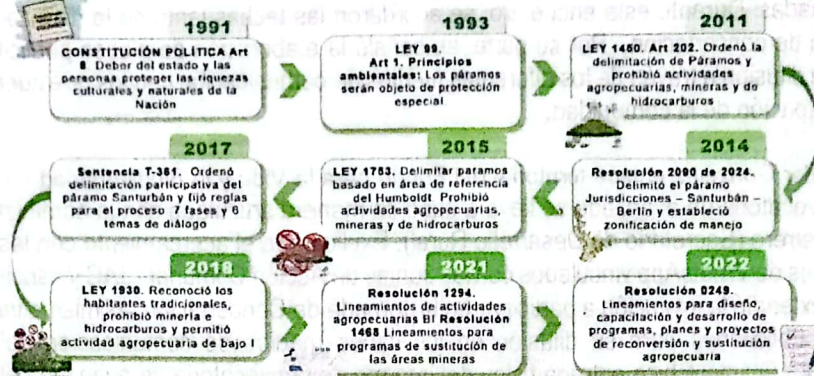 1991
CONSTITUCIÓN POLÍTICA
8. Deber del estado y las
personas proteger las riquezas
culturales y naturales de la
Nación
1993
LEY 99.
Art 1. Principios
ambientales: Los páramos
serán objeto de protección
especial
2011
LEY 1450. Art 202. Ordenó la
delimitación de Páramos y
prohibió actividades
agropecuarias, mineras y de
hidrocarburos
2017
Sentencia T-361. Ordenó
delimitación participativa del
páramo Santurbán y fijó reglas
para el proceso 7 fases y 6
temas de diálogo
2015
LEY 1753. Delimitar paramos
basado en área de referencia
del Humboldt. Prohibió
actividades agropecuarias,
mineras y de hidrocarburos
2014
Resolución 2090 de 2024.
Delimitó el páramo
Jurisdicciones – Santurbán –
Berlín y estableció
zonificación de manejo
2018
LEY 1930. Reconoció los
habitantes tradicionales,
prohibió minería e
hidrocarburos y permitió
actividad agropecuaria de bajo I
2021
Resolución 1294.
Lineamientos de actividades
agropecuarias BI Resolución
1468 Lineamientos para
programas de sustitución de
las áreas mineras
2022
Resolución 0249.
Lineamientos para diseño,
capacitación y desarrollo de
programas, planes y proyectos
de reconversión y sustitución
agropecuaria